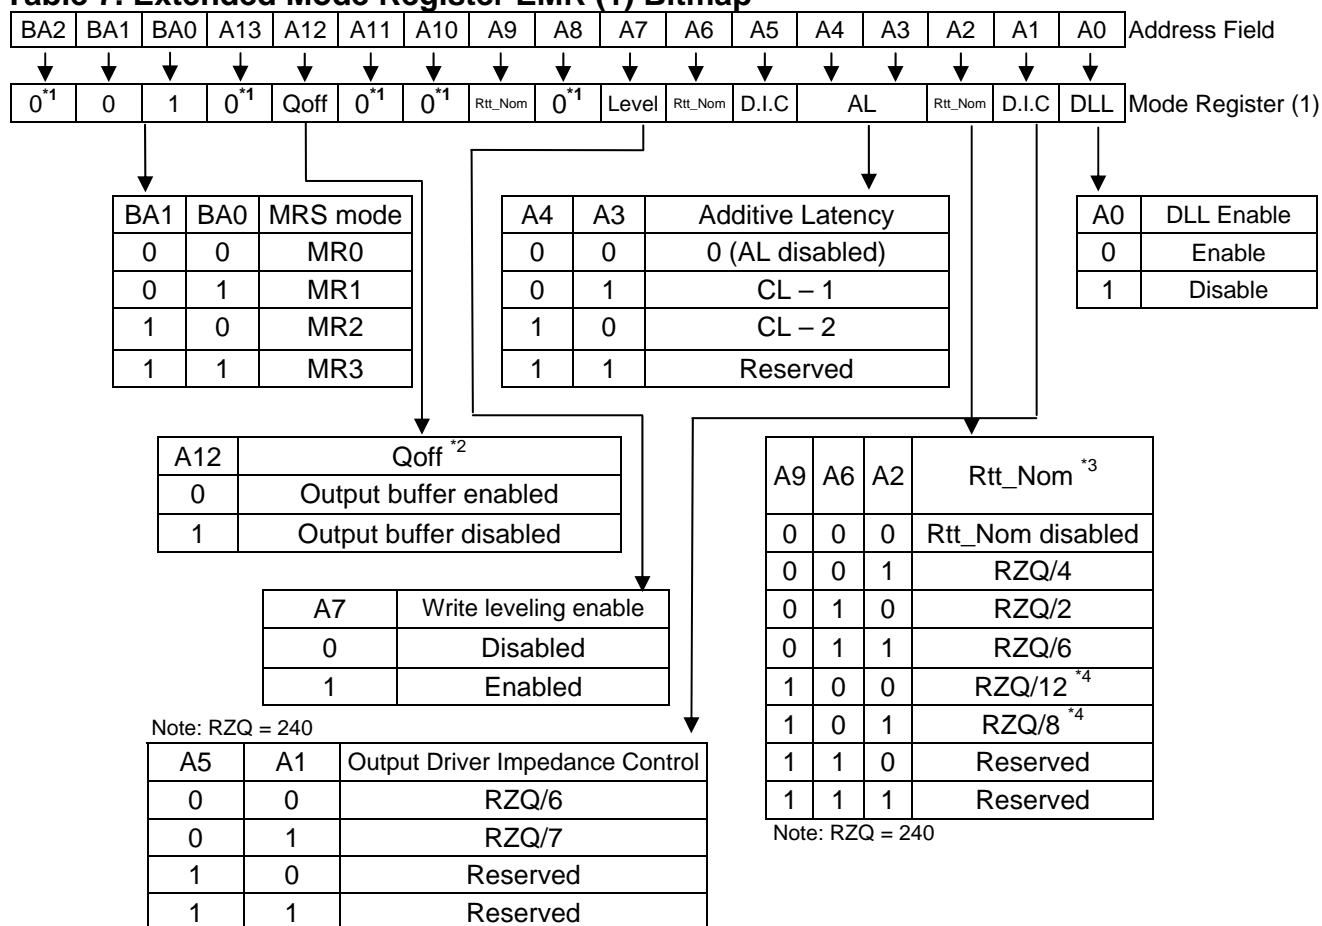 Table 7. Extended Mode Register EMR (1) Bitmap
BA2 BA1 BA0 A13 A12 A11 A10 A9 A8 A7 A6 A5 A4 A3 A2 A1 A0 Address Field
0*1 0 1 0*1 Qoff 0*1 0*1 Rtt_Nom 0*1 Level Rtt_Nom D.I.C AL Rtt_Nom D.I.C DLL Mode Register (1)
BA1 BA0 MRS mode
0 0 MR0
0 1 MR1
1 0 MR2
1 1 MR3
A4 A3 Additive Latency
0 0 0 (AL disabled)
0 1 CL – 1
1 0 CL – 2
1 1 Reserved
A0 DLL Enable
0 Enable
1 Disable
A12 Qoff *2
0 Output buffer enabled
1 Output buffer disabled
A7 Write leveling enable
0 Disabled
1 Enabled
Note: RZQ = 240
A5 A1 Output Driver Impedance Control
0 0 RZQ/6
0 1 RZQ/7
1 0 Reserved
1 1 Reserved
A9 A6 A2 Rtt_Nom *3
0 0 0 Rtt_Nom disabled
0 0 1 RZQ/4
0 1 0 RZQ/2
0 1 1 RZQ/6
1 0 0 RZQ/12 *4
1 0 1 RZQ/8 *4
1 1 0 Reserved
1 1 1 Reserved
Note: RZQ = 240